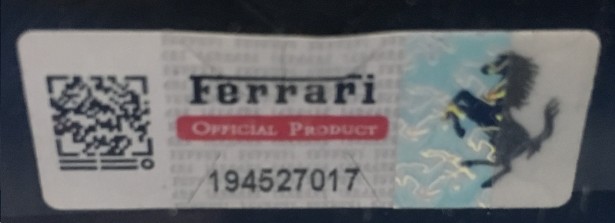 Ferrari
OFFICIAL PRODUCT
194527017